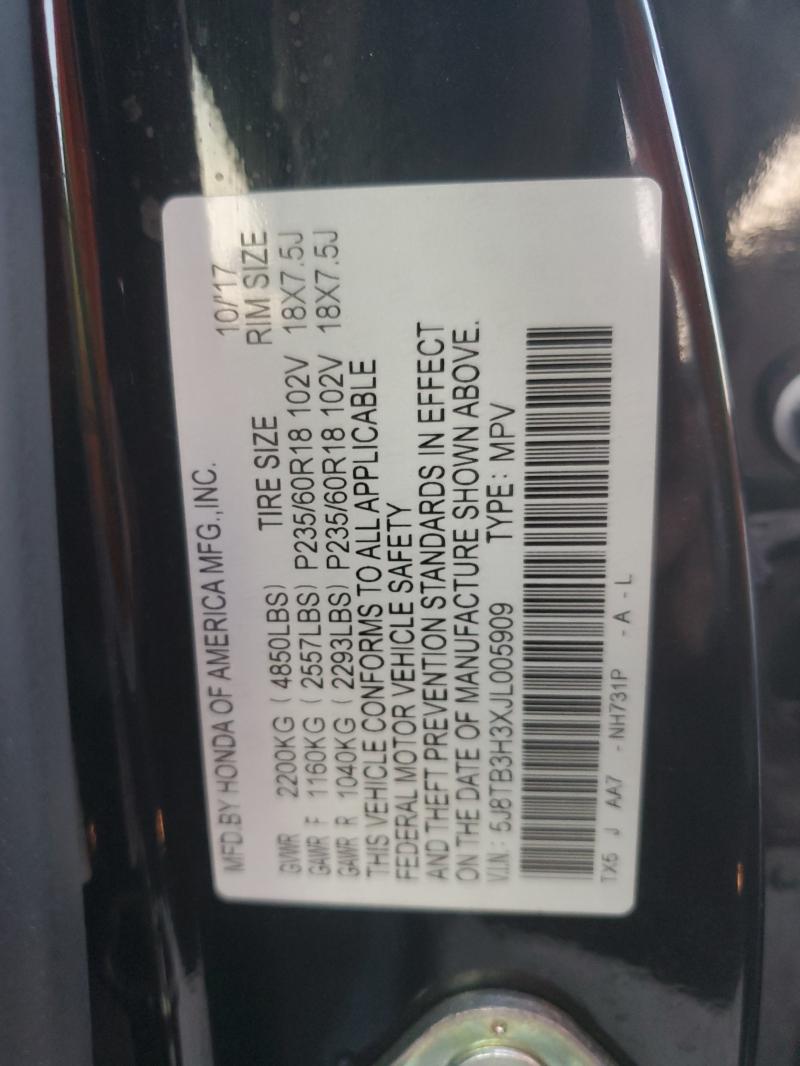 MFD.BY HONDA OF AMERICA MFG.,INC. 10/'17
TIRE SIZE RIM SIZE
GVWR 2200KG ( 4850LBS)
GAWR F 1160KG ( 2557LBS) P235/60R18 102V 18X7.5J
GAWR R 1040KG ( 2293LBS) P235/60R18 102V 18X7.5J
THIS VEHICLE CONFORMS TO ALL APPLICABLE
FEDERAL MOTOR VEHICLE SAFETY
AND THEFT PREVENTION STANDARDS IN EFFECT
ON THE DATE OF MANUFACTURE SHOWN ABOVE.
V.I.N.: 5J8TB3H3XJL005909 TYPE: MPV
TX5 J AA7 -NH731P -A-L